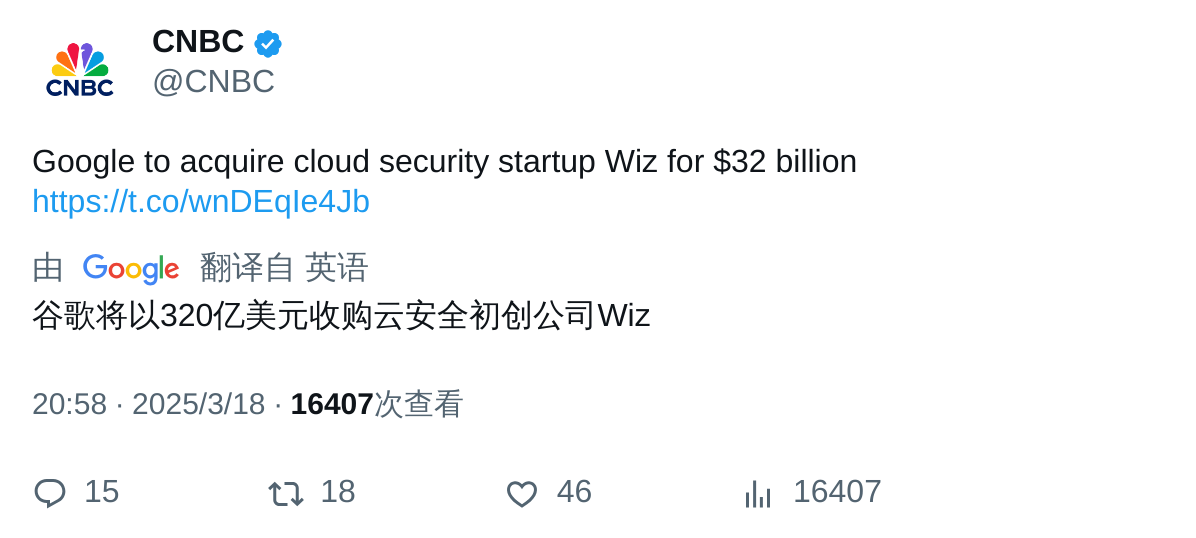 CNBC
CNBC
@CNBC
Google to acquire cloud security startup Wiz for $32 billion
https://t.co/wnDEqIe4Jb
由 Google 翻译自 英语
谷歌将以320亿美元收购云安全初创公司Wiz
20:58 · 2025/3/18 · 16407次查看
15 18 46 16407